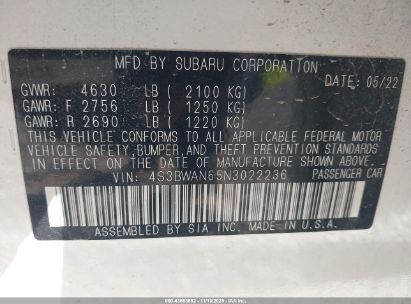 MFD BY SUBARU CORPORATION
DATE: 05/22
GVWR: 4630 LB ( 2100 KG)
GAWR: F 2756 LB ( 1250 KG)
GAWR: R 2690 LB ( 1220 KG)
THIS VEHICLE CONFORMS TO ALL APPLICABLE FEDERAL MOTOR
VEHICLE SAFETY, BUMPER, AND THEFT PREVENTION STANDARDS
IN EFFECT ON THE DATE OF MANUFACTURE SHOWN ABOVE.
VIN: 4S3BWAN65N3022236 PASSENGER CAR
ASSEMBLED BY SIA INC. MADE IN U.S.A.